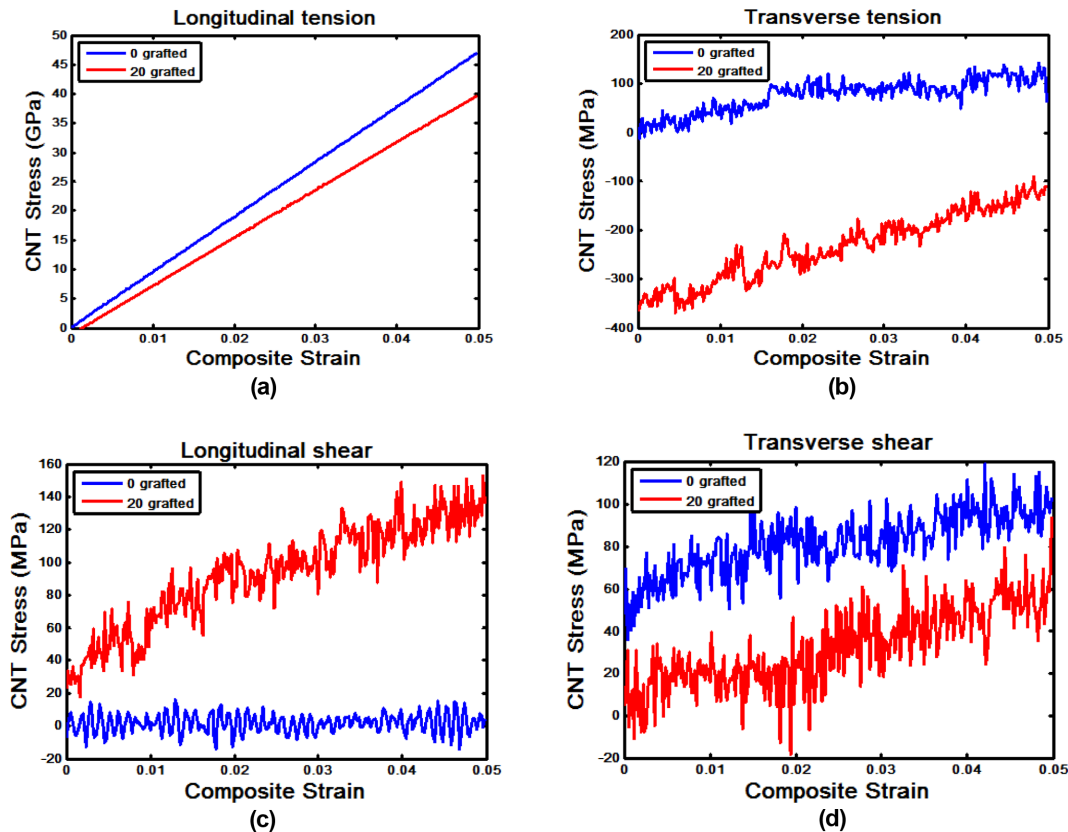 Longitudinal tension
50
45
40
35
30
25
20
15
10
5
0
CNT Stress (GPa)
0 grafted
20 grafted
0 0.01 0.02 0.03 0.04 0.05
Composite Strain
(a)
Transverse tension
200
100
0
-100
-200
-300
-400
CNT Stress (MPa)
0 grafted
20 grafted
0 0.01 0.02 0.03 0.04 0.05
Composite Strain
(b)
Longitudinal shear
160
140
120
100
80
60
40
20
0
-20
CNT Stress (MPa)
0 grafted
20 grafted
0 0.01 0.02 0.03 0.04 0.05
Composite Strain
(c)
Transverse shear
120
100
80
60
40
20
0
-20
CNT Stress (MPa)
0 grafted
20 grafted
0 0.01 0.02 0.03 0.04 0.05
Composite Strain
(d)